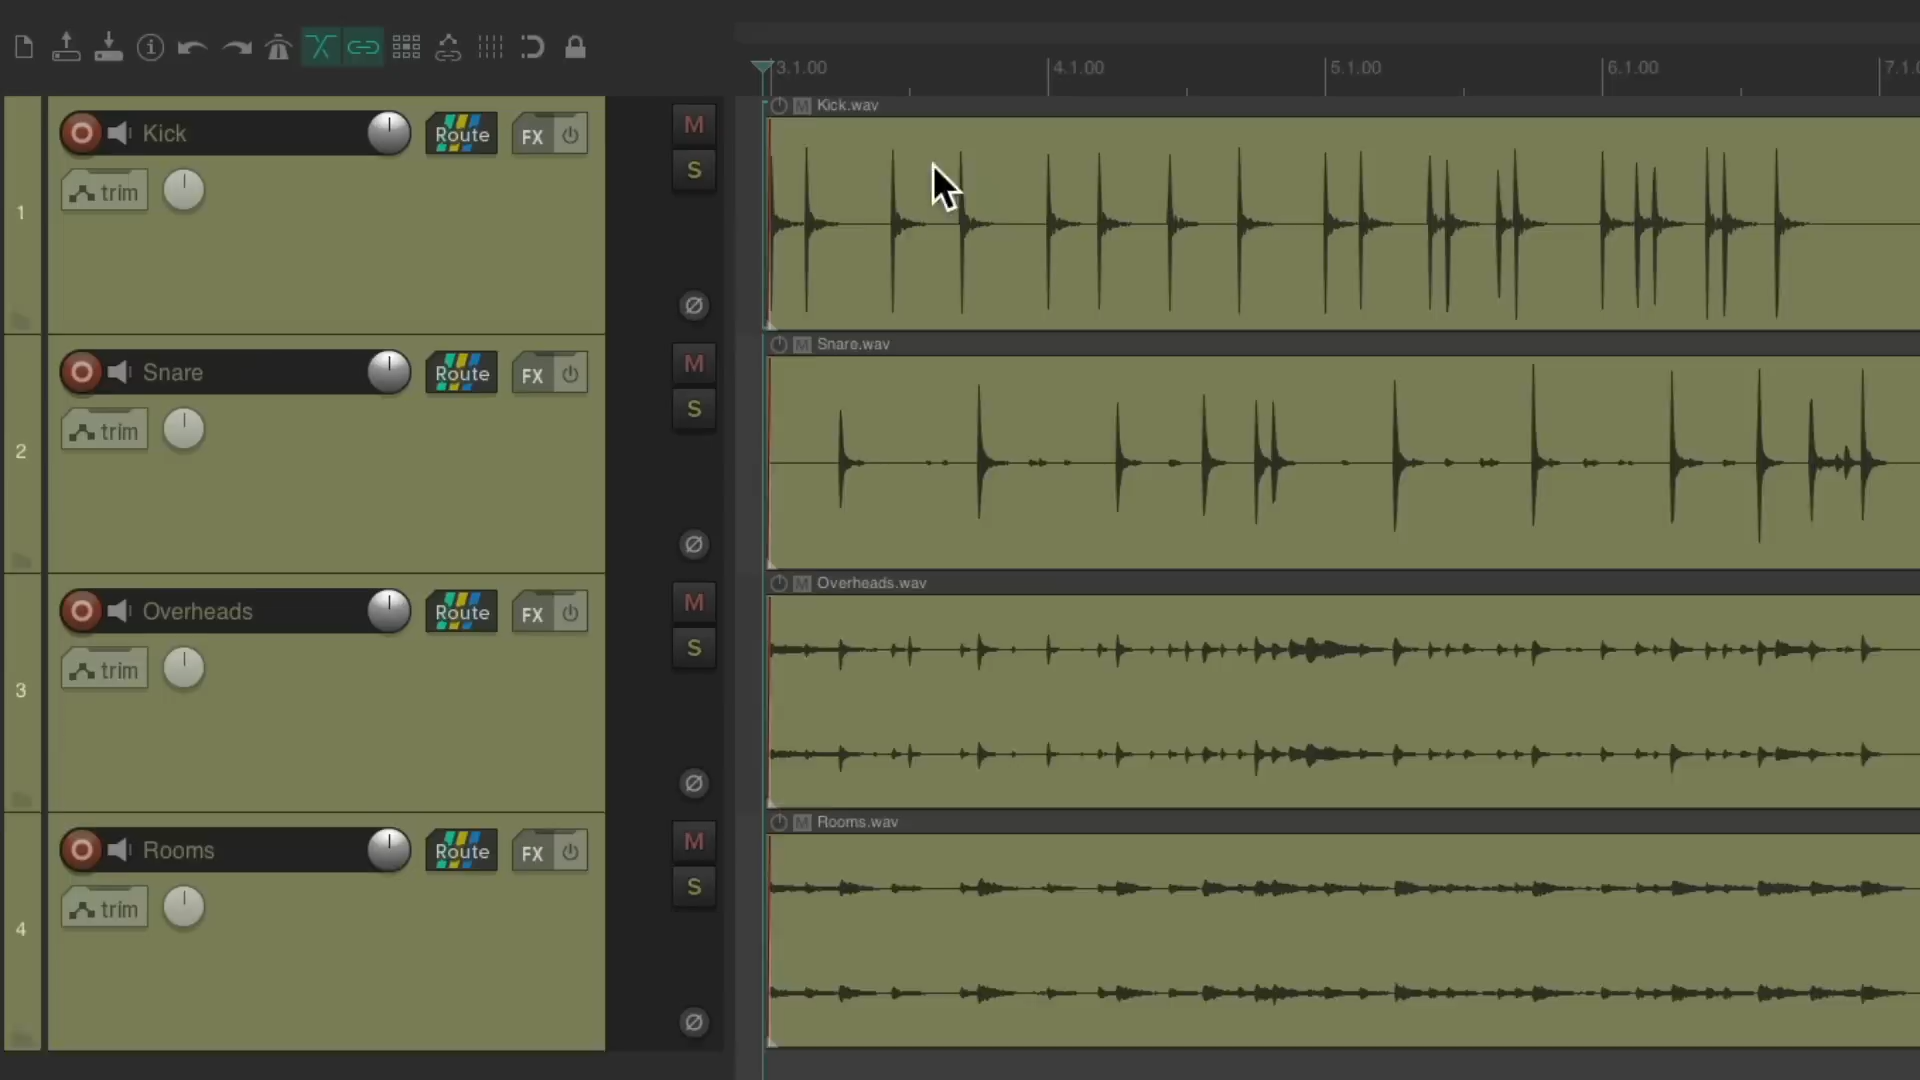 3.1.00 4.1.00 5.1.00 6.1.00 7.1.0
1 Kick Route FX M Kick.wav
trim S
2 Snare Route FX M Snare.wav
trim S
3 Overheads Route FX M Overheads.wav
trim S
4 Rooms Route FX M Rooms.wav
trim S